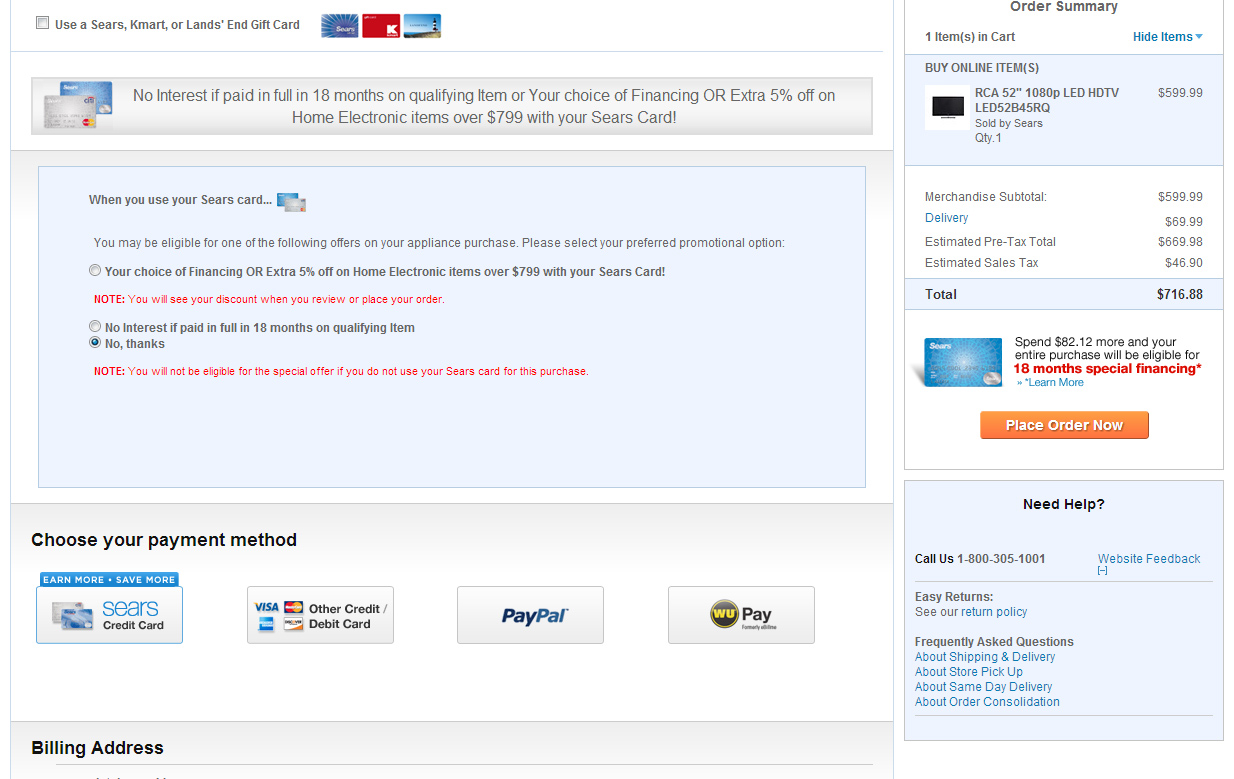 Use a Sears, Kmart, or Lands' End Gift Card
Sears
K
No Interest if paid in full in 18 months on qualifying Item or Your choice of Financing OR Extra 5% off on
Home Electronic items over $799 with your Sears Card!
When you use your Sears card...
You may be eligible for one of the following offers on your appliance purchase. Please select your preferred promotional option:
Your choice of Financing OR Extra 5% off on Home Electronic items over $799 with your Sears Card!
NOTE: You will see your discount when you review or place your order.
No Interest if paid in full in 18 months on qualifying Item
No, thanks
NOTE: You will not be eligible for the special offer if you do not use your Sears card for this purchase.
Choose your payment method
EARN MORE • SAVE MORE
sears
Credit Card
VISA
Other Credit /
Debit Card
PayPal
WU Pay
Formerly eBillme
Billing Address
Order Summary
1 Item(s) in Cart
Hide Items
BUY ONLINE ITEM(S)
RCA 52" 1080p LED HDTV $599.99
LED52B45RQ
Sold by Sears
Qty.1
Merchandise Subtotal: $599.99
Delivery $69.99
Estimated Pre-Tax Total $669.98
Estimated Sales Tax $46.90
Total $716.88
Sears
Spend $82.12 more and your
entire purchase will be eligible for
18 months special financing*
» *Learn More
Place Order Now
Need Help?
Call Us 1-800-305-1001
Website Feedback
[–]
Easy Returns:
See our return policy
Frequently Asked Questions
About Shipping & Delivery
About Store Pick Up
About Same Day Delivery
About Order Consolidation